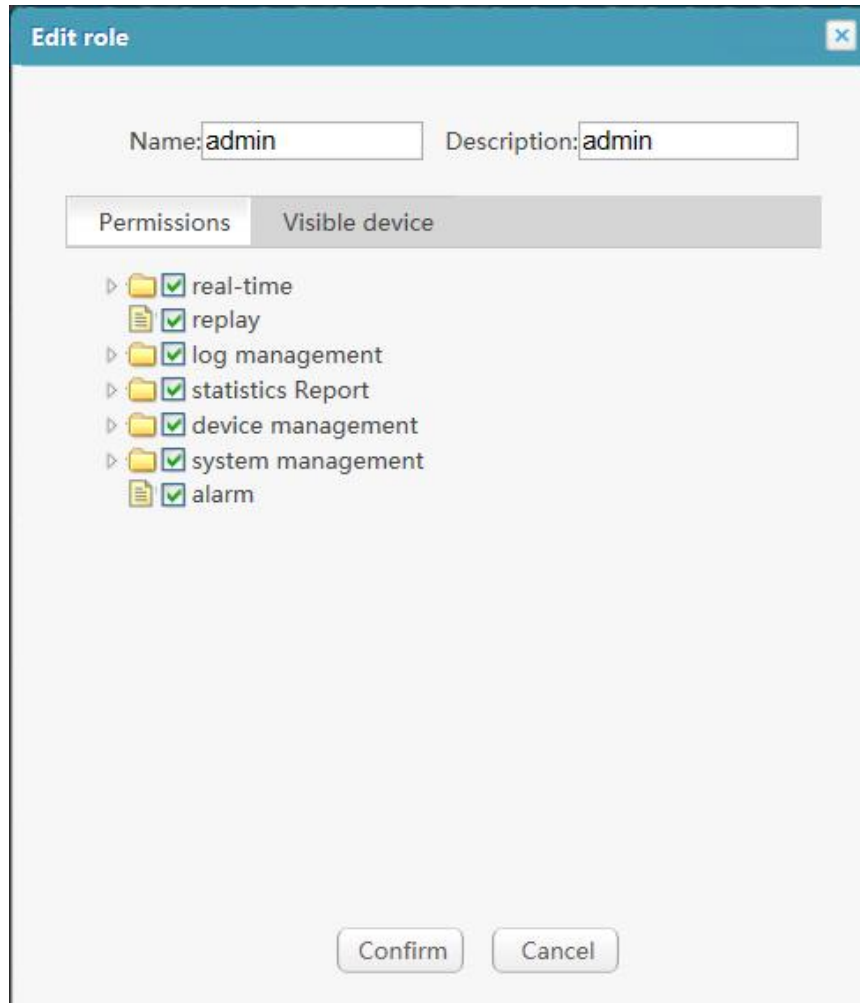 Edit role
Name: admin Description: admin
Permissions Visible device
real-time
replay
log management
statistics Report
device management
system management
alarm
Confirm Cancel